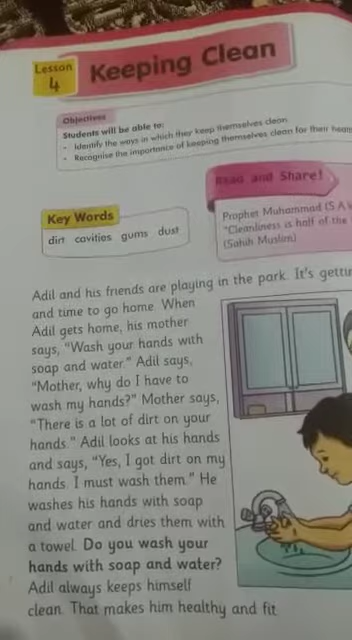 Lesson
4
Keeping Clean
Objectives
Students will be able to:
• Identify the ways in which they keep themselves clean.
• Recognise the importance of keeping themselves clean for their
Read and Share!
Key Words
dirt cavities gums dust
Prophet Muhammad (S.A.
"Cleanliness is half of the
(Sahih Muslim)
Adil and his friends are playing in the park. It's
and time to go home. When
Adil gets home, his mother
says, "Wash your hands with
soap and water." Adil says,
"Mother, why do I have to
wash my hands?" Mother says,
"There is a lot of dirt on your
hands." Adil looks at his hands
and says, "Yes, I got dirt on my
hands. I must wash them." He
washes his hands with soap
and water and dries them with
a towel. Do you wash your
hands with soap and water?
Adil always keeps himself
clean. That makes him healthy and fit.